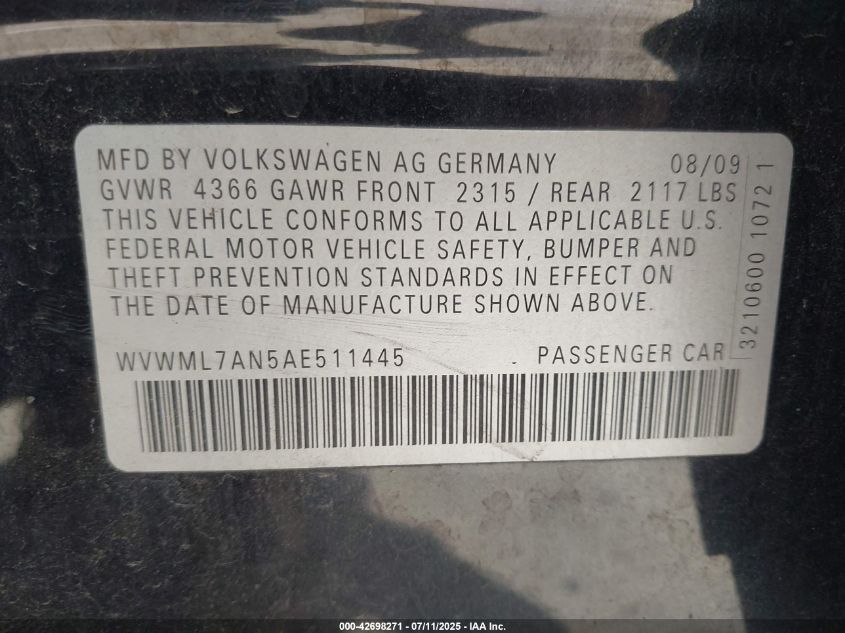 MFD BY VOLKSWAGEN AG GERMANY 08/09
GVWR 4366 GAWR FRONT 2315 / REAR 2117 LBS
THIS VEHICLE CONFORMS TO ALL APPLICABLE U.S.
FEDERAL MOTOR VEHICLE SAFETY, BUMPER AND
THEFT PREVENTION STANDARDS IN EFFECT ON
THE DATE OF MANUFACTURE SHOWN ABOVE.
WVWML7AN5AE511445 PASSENGER CAR
3210600 1072 1
000-42698271 - 07/11/2025 - IAA Inc.